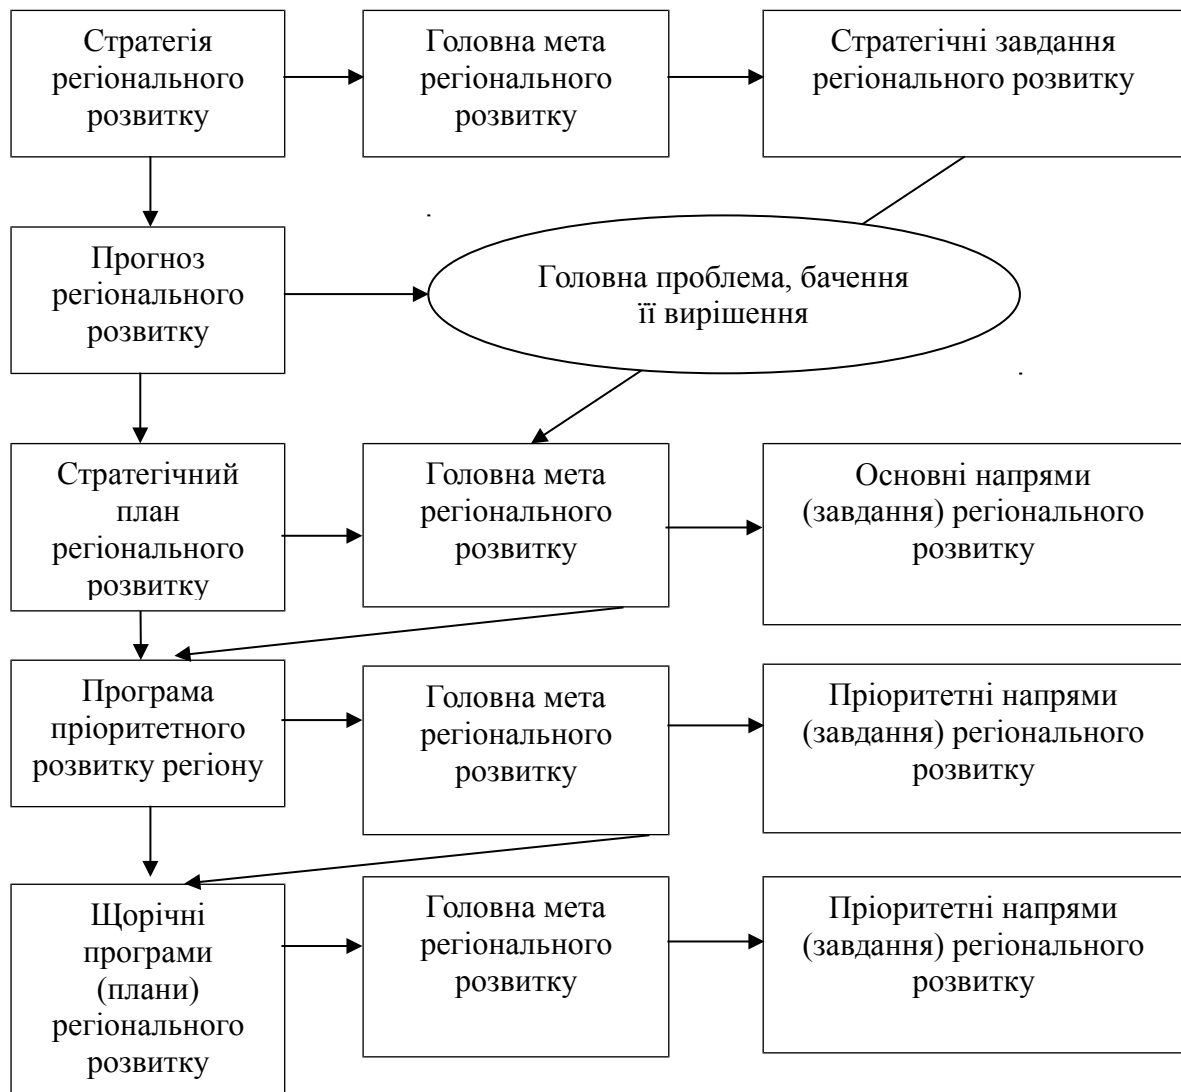 Стратегія
регіонального
розвитку
Головна мета
регіонального
розвитку
Стратегічні завдання
регіонального розвитку
Прогноз
регіонального
розвитку
Головна проблема, бачення
її вирішення
Стратегічний
план
регіонального
розвитку
Головна мета
регіонального
розвитку
Основні напрями
(завдання) регіонального
розвитку
Програма
пріоритетного
розвитку регіону
Головна мета
регіонального
розвитку
Пріоритетні напрями
(завдання) регіонального
розвитку
Щорічні
програми
(плани)
регіонального
розвитку
Головна мета
регіонального
розвитку
Пріоритетні напрями
(завдання) регіонального
розвитку